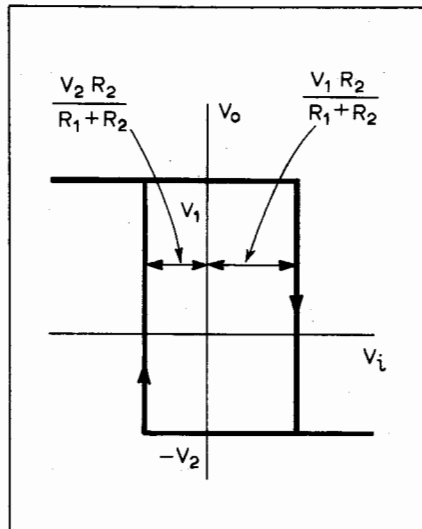 V₂ R₂
R₁+R₂
V₁ R₂
R₁+R₂
Vₒ
V₁
Vᵢ
−V₂